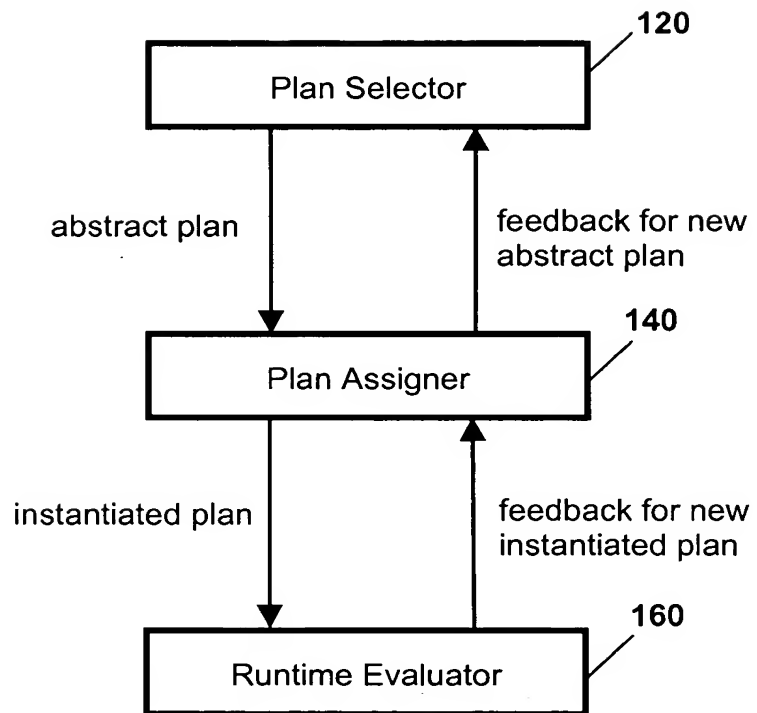 120
Plan Selector
abstract plan
feedback for new
abstract plan
140
Plan Assigner
instantiated plan
feedback for new
instantiated plan
160
Runtime Evaluator